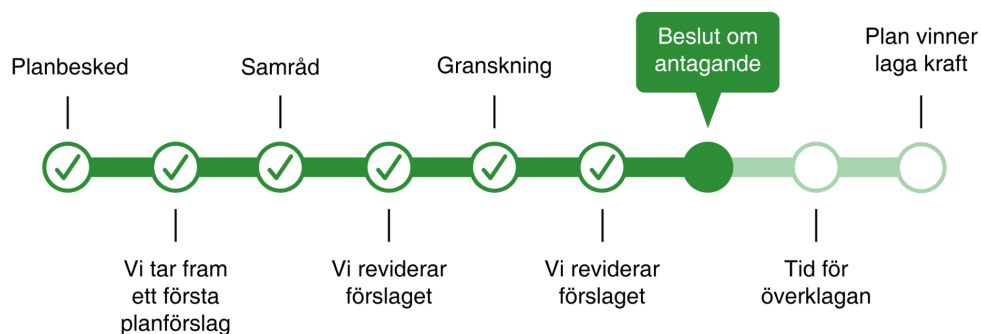 Planbesked
Vi tar fram
ett första
planförslag
Samråd
Vi reviderar
förslaget
Granskning
Vi reviderar
förslaget
Beslut om
antagande
Tid för
överklagan
Plan vinner
laga kraft